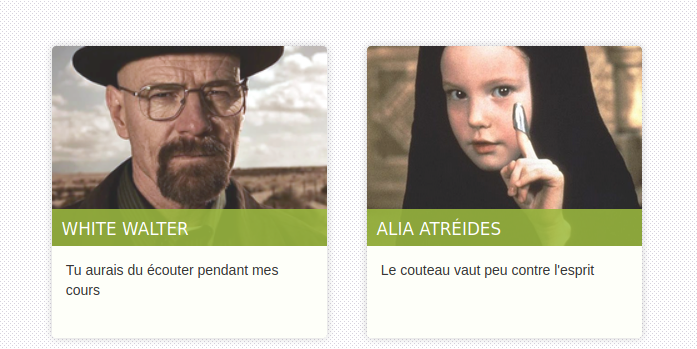 WHITE WALTER
Tu aurais du écouter pendant mes
cours
ALIA ATRÉIDES
Le couteau vaut peu contre l'esprit